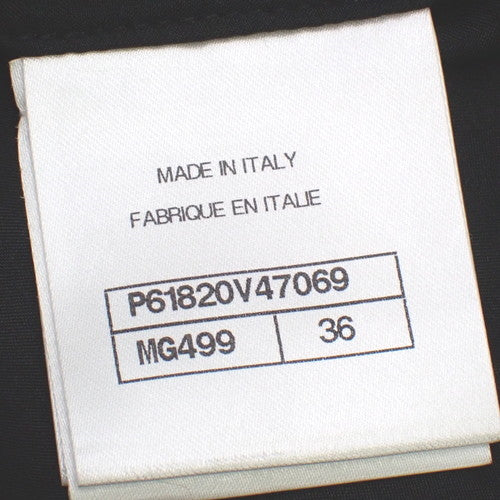 MADE IN ITALY
FABRIQUE EN ITALIE
P61820V47069
MG499 36